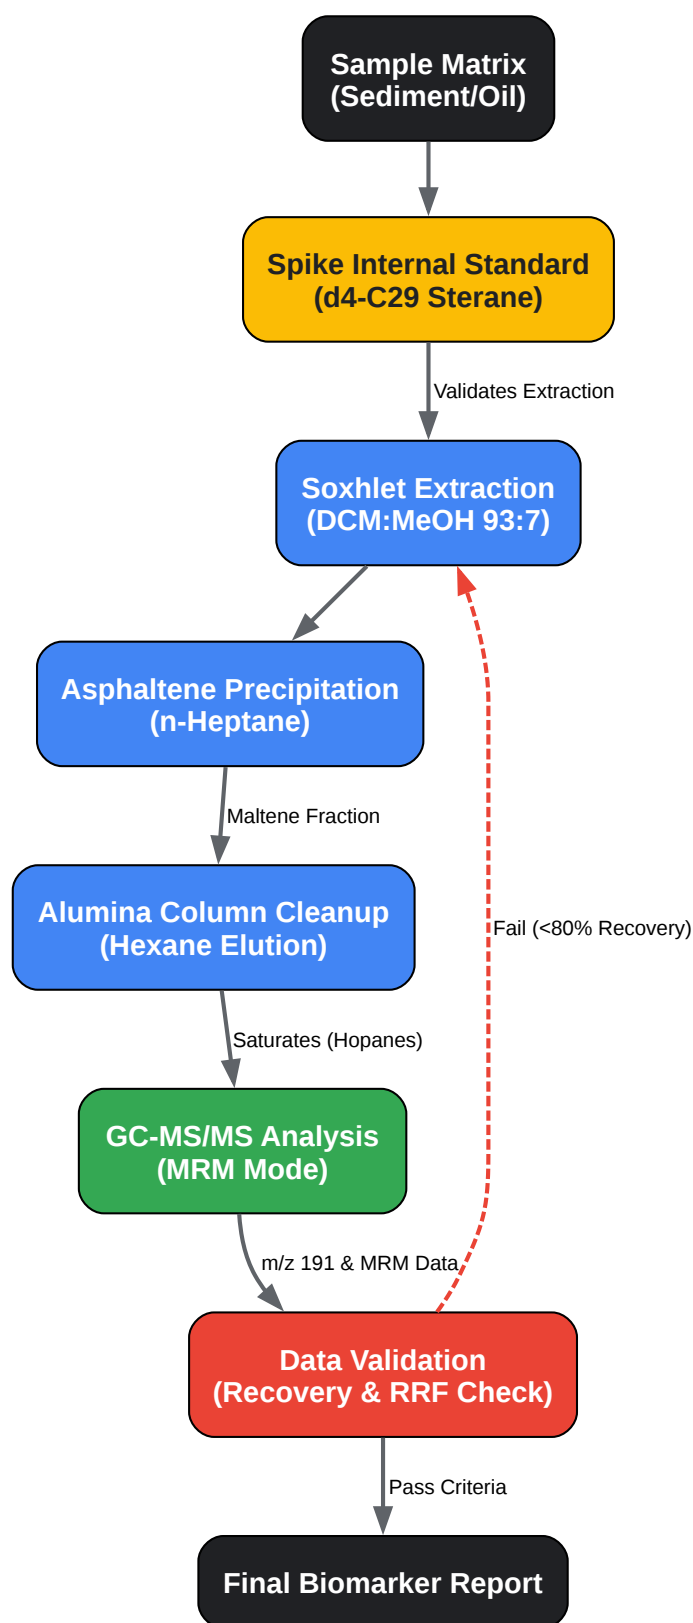 Sample Matrix
(Sediment/Oil)
Spike Internal Standard
(d4-C29 Sterane)
Validates Extraction
Soxhlet Extraction
(DCM:MeOH 93:7)
Asphaltene Precipitation
(n-Heptane)
Maltene Fraction
Alumina Column Cleanup
(Hexane Elution)
Fail (<80% Recovery)
Saturates (Hopanes)
GC-MS/MS Analysis
(MRM Mode)
m/z 191 & MRM Data
Data Validation
(Recovery & RRF Check)
Pass Criteria
Final Biomarker Report